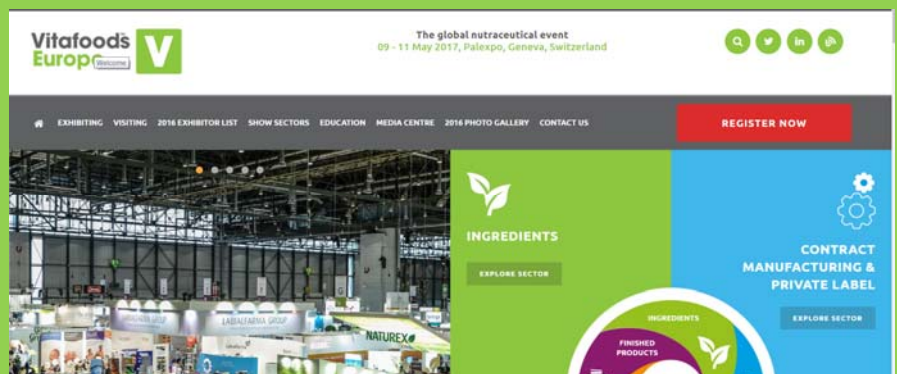 Vitafoods
Europe
Welcome
V
The global nutraceutical event
09 - 11 May 2017, Palexpo, Geneva, Switzerland
EXHIBITING VISITING 2016 EXHIBITOR LIST SHOW SECTORS EDUCATION MEDIA CENTRE 2016 PHOTO GALLERY CONTACT US
REGISTER NOW
INGREDIENTS
EXPLORE SECTOR
CONTRACT
MANUFACTURING &
PRIVATE LABEL
EXPLORE SECTOR
LABIALFARMA GROUP
NATUREX
INGREDIENTS
FINISHED
PRODUCTS